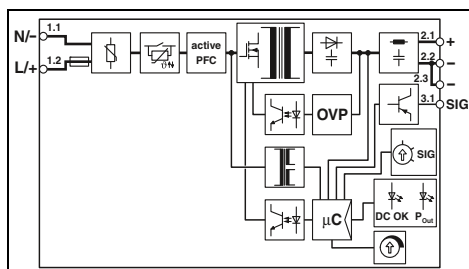 N/-
1.1
L/+
1.2
active
PFC
ϑ
OVP
μC
2.1
+
2.2
−
2.3
−
3.1
SIG
SIG
DC OK
POut